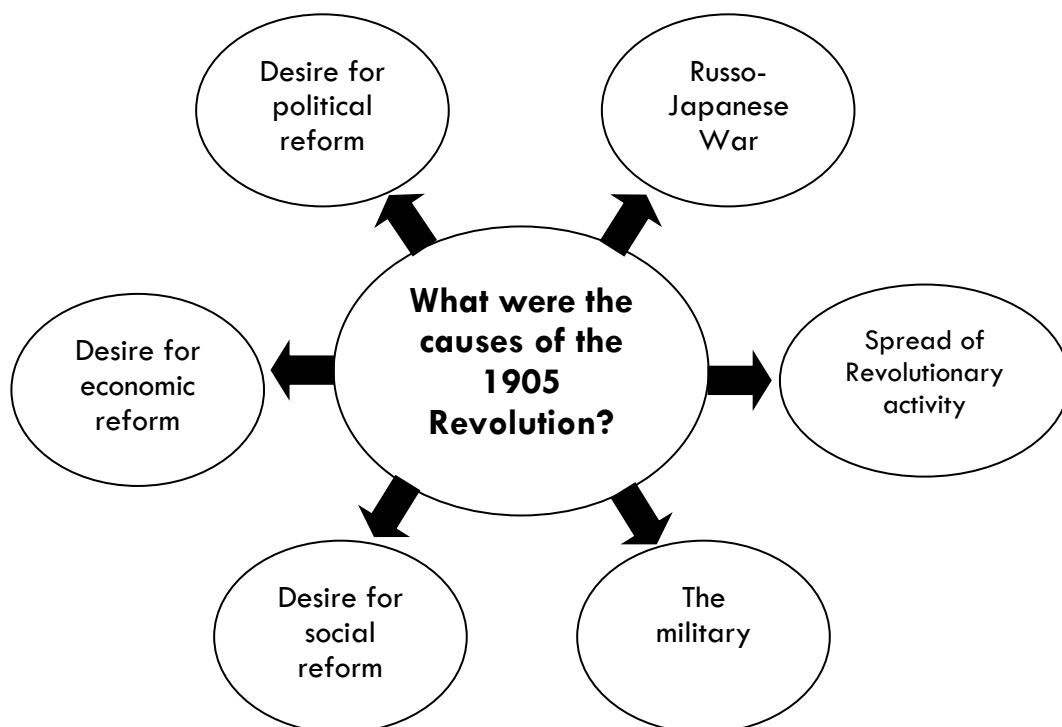 Desire for
political
reform
Russo-
Japanese
War
What were the
causes of the
1905
Revolution?
Desire for
economic
reform
Spread of
Revolutionary
activity
Desire for
social
reform
The
military